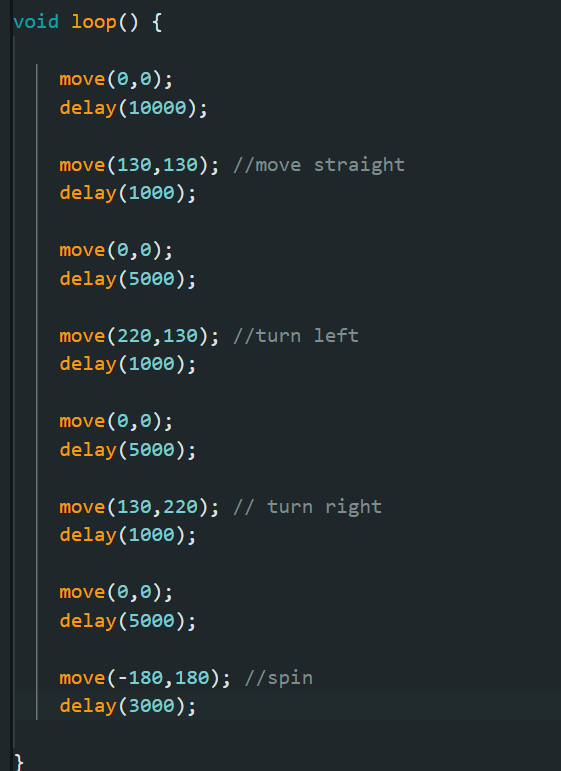 void loop() {
move(0,0);
delay(10000);
move(130,130); //move straight
delay(1000);
move(0,0);
delay(5000);
move(220,130); //turn left
delay(1000);
move(0,0);
delay(5000);
move(130,220); // turn right
delay(1000);
move(0,0);
delay(5000);
move(-180,180); //spin
delay(3000);
}